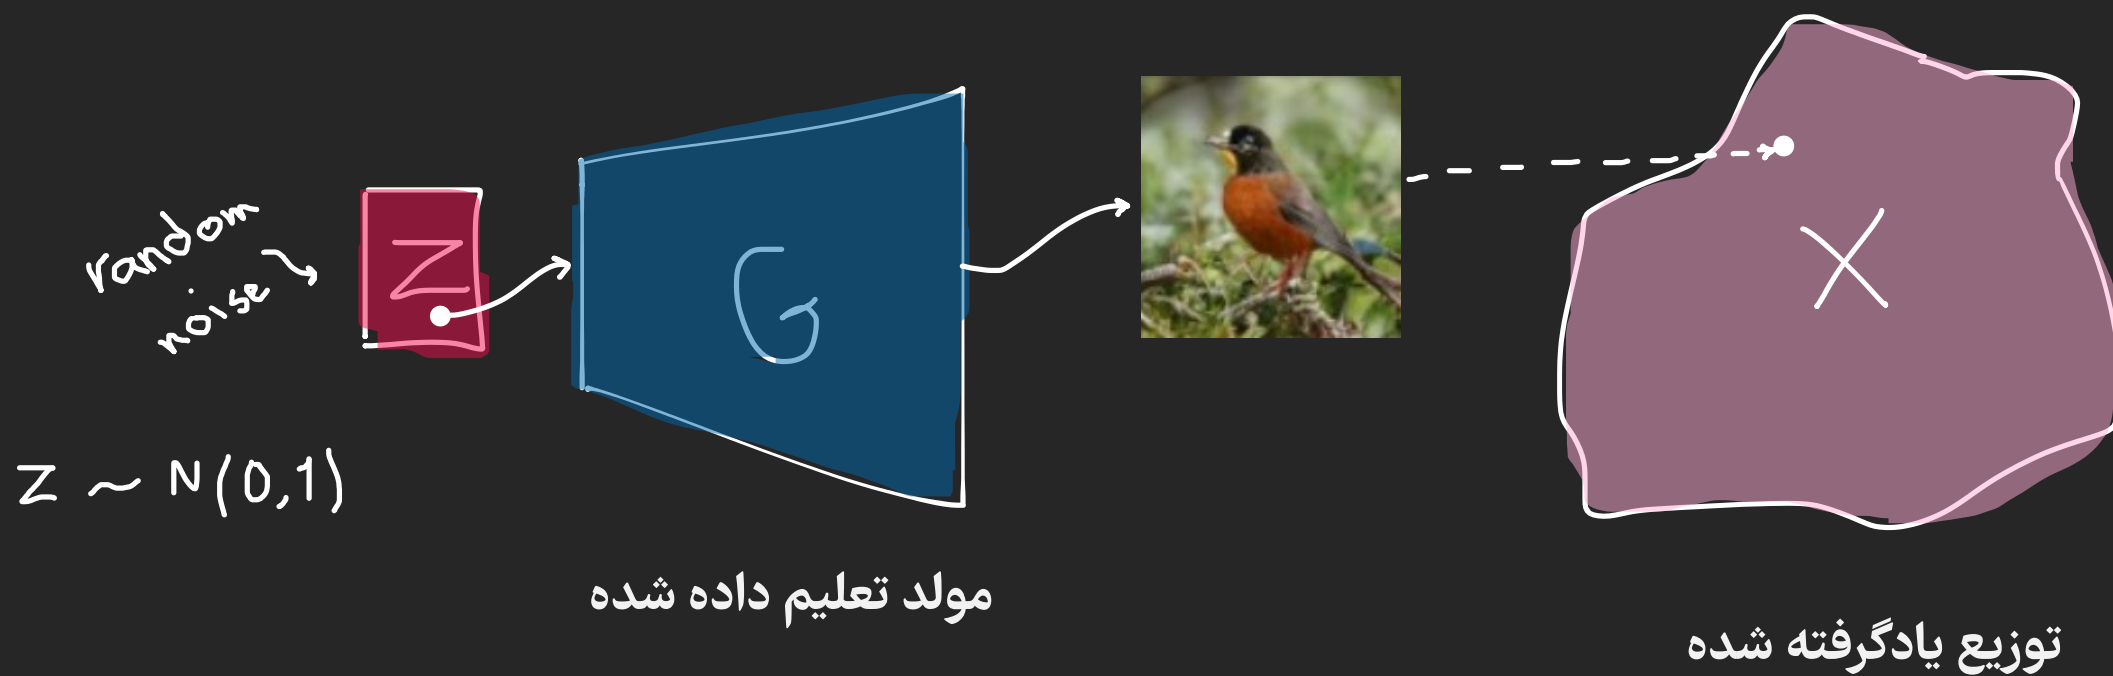 random
noise
Z
G
X
Z ~ N(0,1)
مولد تعلیم داده شده
توزیع یادگرفته شده